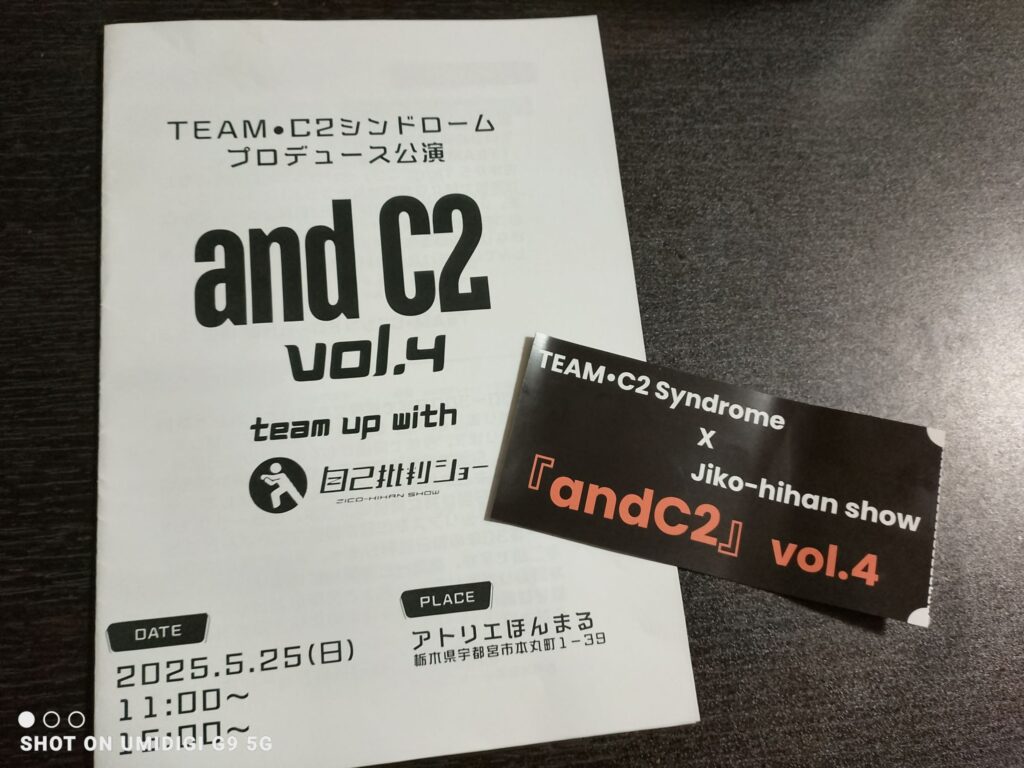 TEAM•C2シンドローム
プロデュース公演
and C2
vol.4
team up with
自己批判ショー
ZICO-HIHAN SHOW
DATE
2025.5.25(日)
11:00～
15:00～
PLACE
アトリエほんまる
栃木県宇都宮市本丸町1-39
TEAM•C2 Syndrome
X
Jiko-hihan show
『andC2』 vol.4
SHOT ON UMIDIGI G9 5G